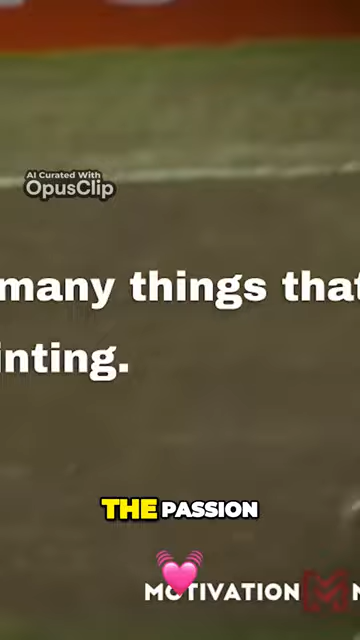 AI Curated With
OpusClip
many things that
inting.
THE PASSION
MOTIVATION